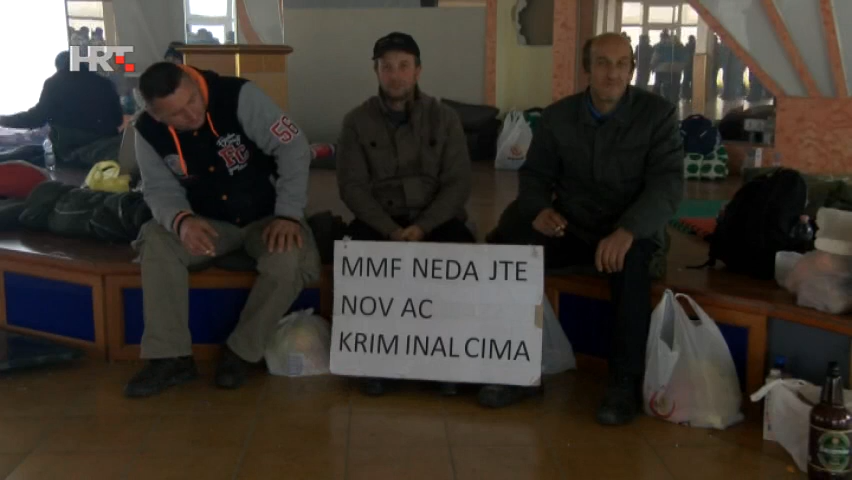 HRT
56
MMF NEDA JTE
NOV AC
KRIM INAL CIMA